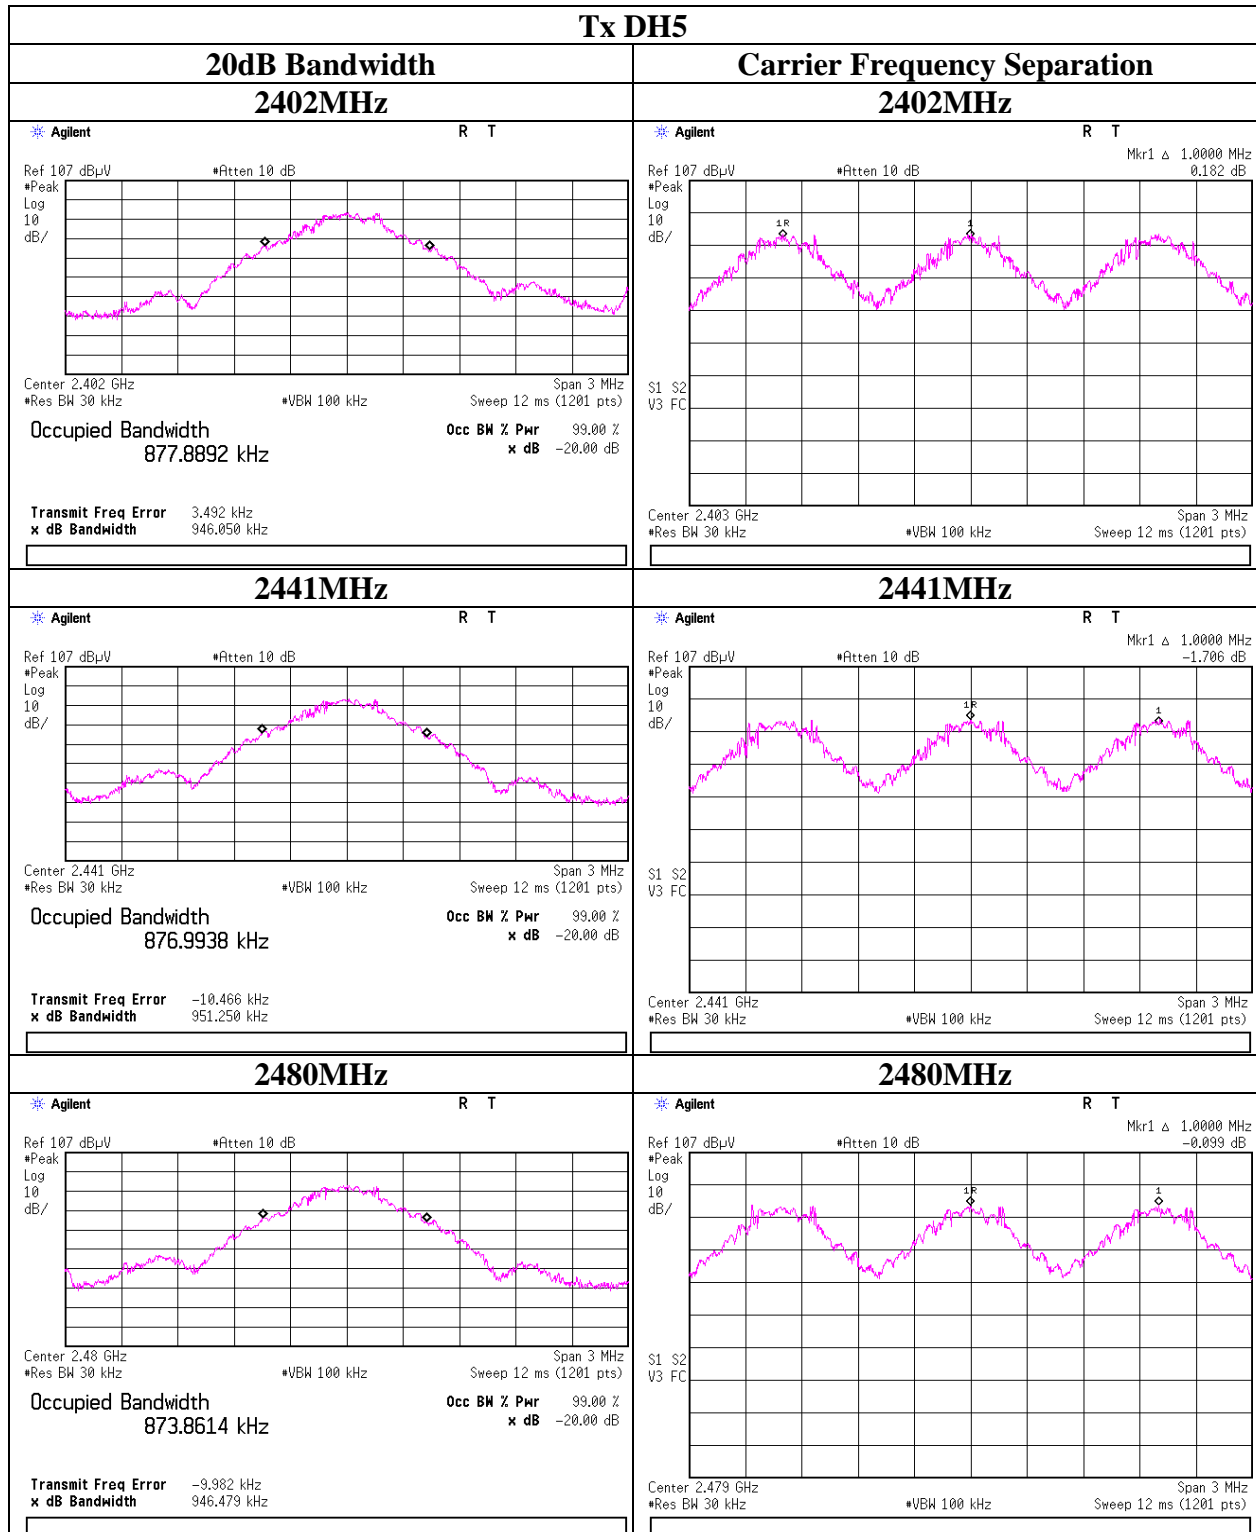 Tx DH5
20dB Bandwidth
Carrier Frequency Separation
2402MHz
2402MHz
Agilent
R T
Ref 107 dBµV
#Atten 10 dB
#Peak
Log
10
dB/
Center 2.402 GHz
Span 3 MHz
#Res BW 30 kHz
#VBW 100 kHz
Sweep 12 ms (1201 pts)
Occupied Bandwidth
877.8892 kHz
Occ BW % Pwr 99.00 %
x dB -20.00 dB
Transmit Freq Error 3.492 kHz
x dB Bandwidth 946.050 kHz
Agilent
R T
Mkr1 Δ 1.0000 MHz
Ref 107 dBµV
#Atten 10 dB
0.182 dB
#Peak
Log
10
dB/
1R
1
S1 S2
V3 FC
Center 2.403 GHz
Span 3 MHz
#Res BW 30 kHz
#VBW 100 kHz
Sweep 12 ms (1201 pts)
2441MHz
2441MHz
Agilent
R T
Ref 107 dBµV
#Atten 10 dB
#Peak
Log
10
dB/
Center 2.441 GHz
Span 3 MHz
#Res BW 30 kHz
#VBW 100 kHz
Sweep 12 ms (1201 pts)
Occupied Bandwidth
876.9938 kHz
Occ BW % Pwr 99.00 %
x dB -20.00 dB
Transmit Freq Error -10.466 kHz
x dB Bandwidth 951.250 kHz
Agilent
R T
Mkr1 Δ 1.0000 MHz
Ref 107 dBµV
#Atten 10 dB
-1.706 dB
#Peak
Log
10
dB/
1R
1
S1 S2
V3 FC
Center 2.441 GHz
Span 3 MHz
#Res BW 30 kHz
#VBW 100 kHz
Sweep 12 ms (1201 pts)
2480MHz
2480MHz
Agilent
R T
Ref 107 dBµV
#Atten 10 dB
#Peak
Log
10
dB/
Center 2.48 GHz
Span 3 MHz
#Res BW 30 kHz
#VBW 100 kHz
Sweep 12 ms (1201 pts)
Occupied Bandwidth
873.8614 kHz
Occ BW % Pwr 99.00 %
x dB -20.00 dB
Transmit Freq Error -9.982 kHz
x dB Bandwidth 946.479 kHz
Agilent
R T
Mkr1 Δ 1.0000 MHz
Ref 107 dBµV
#Atten 10 dB
-0.099 dB
#Peak
Log
10
dB/
1R
1
S1 S2
V3 FC
Center 2.479 GHz
Span 3 MHz
#Res BW 30 kHz
#VBW 100 kHz
Sweep 12 ms (1201 pts)